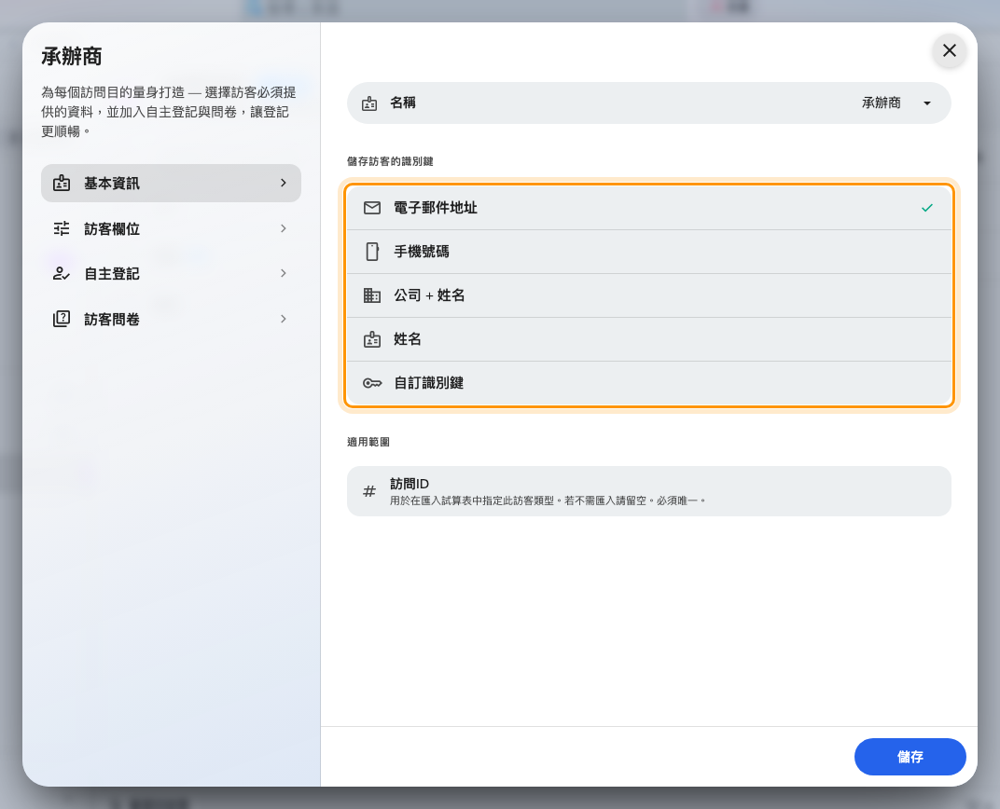 承辦商
為每個訪問目的量身打造 — 選擇訪客必須提
供的資料，並加入自主登記與問卷，讓登記
更順暢。
基本資訊
訪客欄位
自主登記
訪客問卷
名稱
承辦商
儲存訪客的識別鍵
電子郵件地址
手機號碼
公司 + 姓名
姓名
自訂識別鍵
適用範圍
訪問ID
用於在匯入試算表中指定此訪客類型。若不需匯入請留空。必須唯一。
儲存